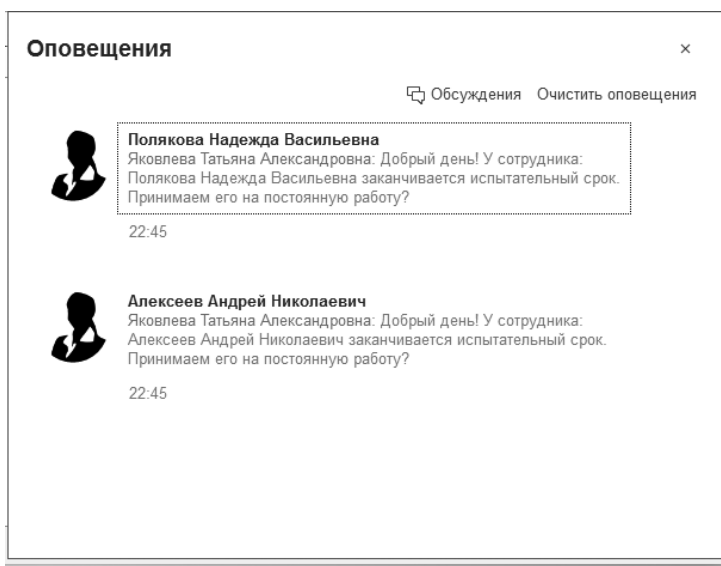 Оповещения
×
Обсуждения Очистить оповещения
Полякова Надежда Васильевна
Яковлева Татьяна Александровна: Добрый день! У сотрудника:
Полякова Надежда Васильевна заканчивается испытательный срок.
Принимаем его на постоянную работу?
22:45
Алексеев Андрей Николаевич
Яковлева Татьяна Александровна: Добрый день! У сотрудника:
Алексеев Андрей Николаевич заканчивается испытательный срок.
Принимаем его на постоянную работу?
22:45